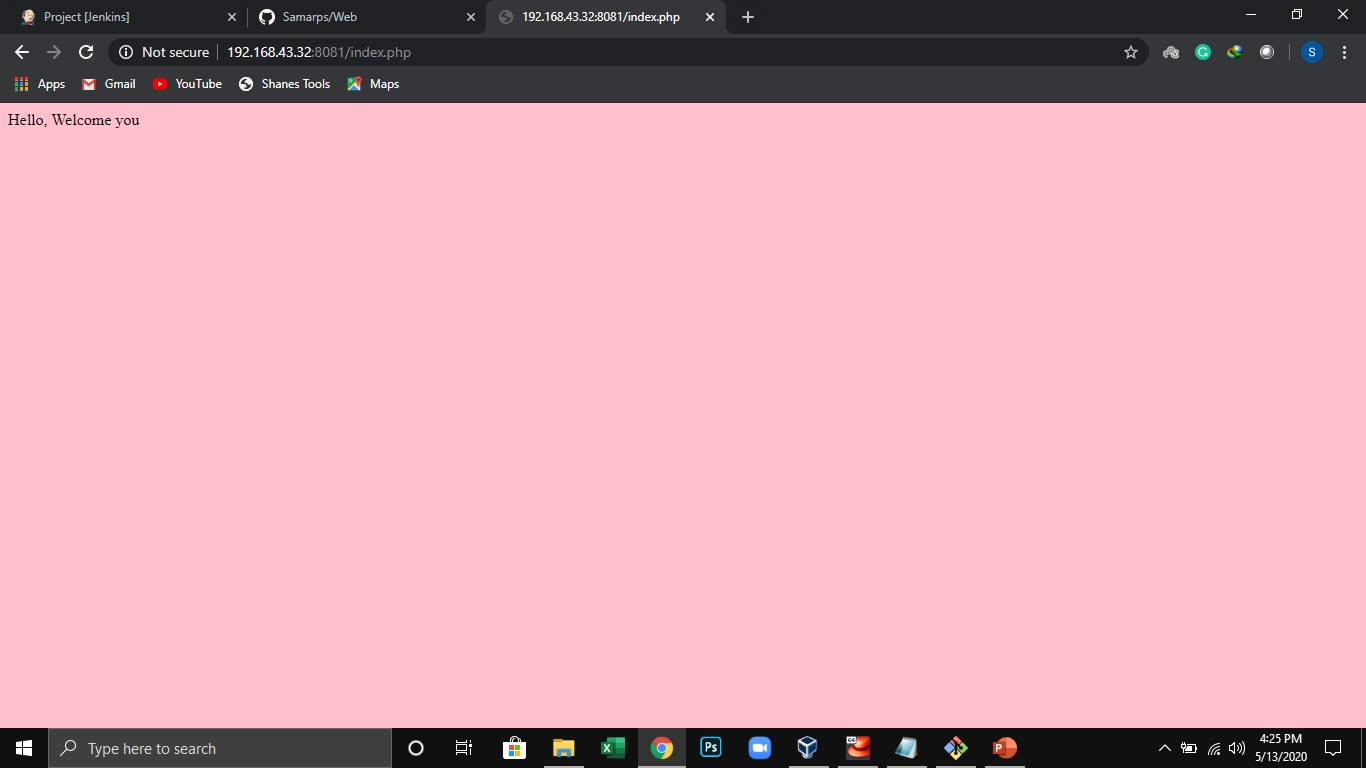 Project [Jenkins]
Samarps/Web
192.168.43.32:8081/index.php
Not secure
192.168.43.32:8081/index.php
S
Apps
Gmail
YouTube
Shanes Tools
Maps
Hello, Welcome you
Type here to search
Ps
64
4:25 PM
5/13/2020